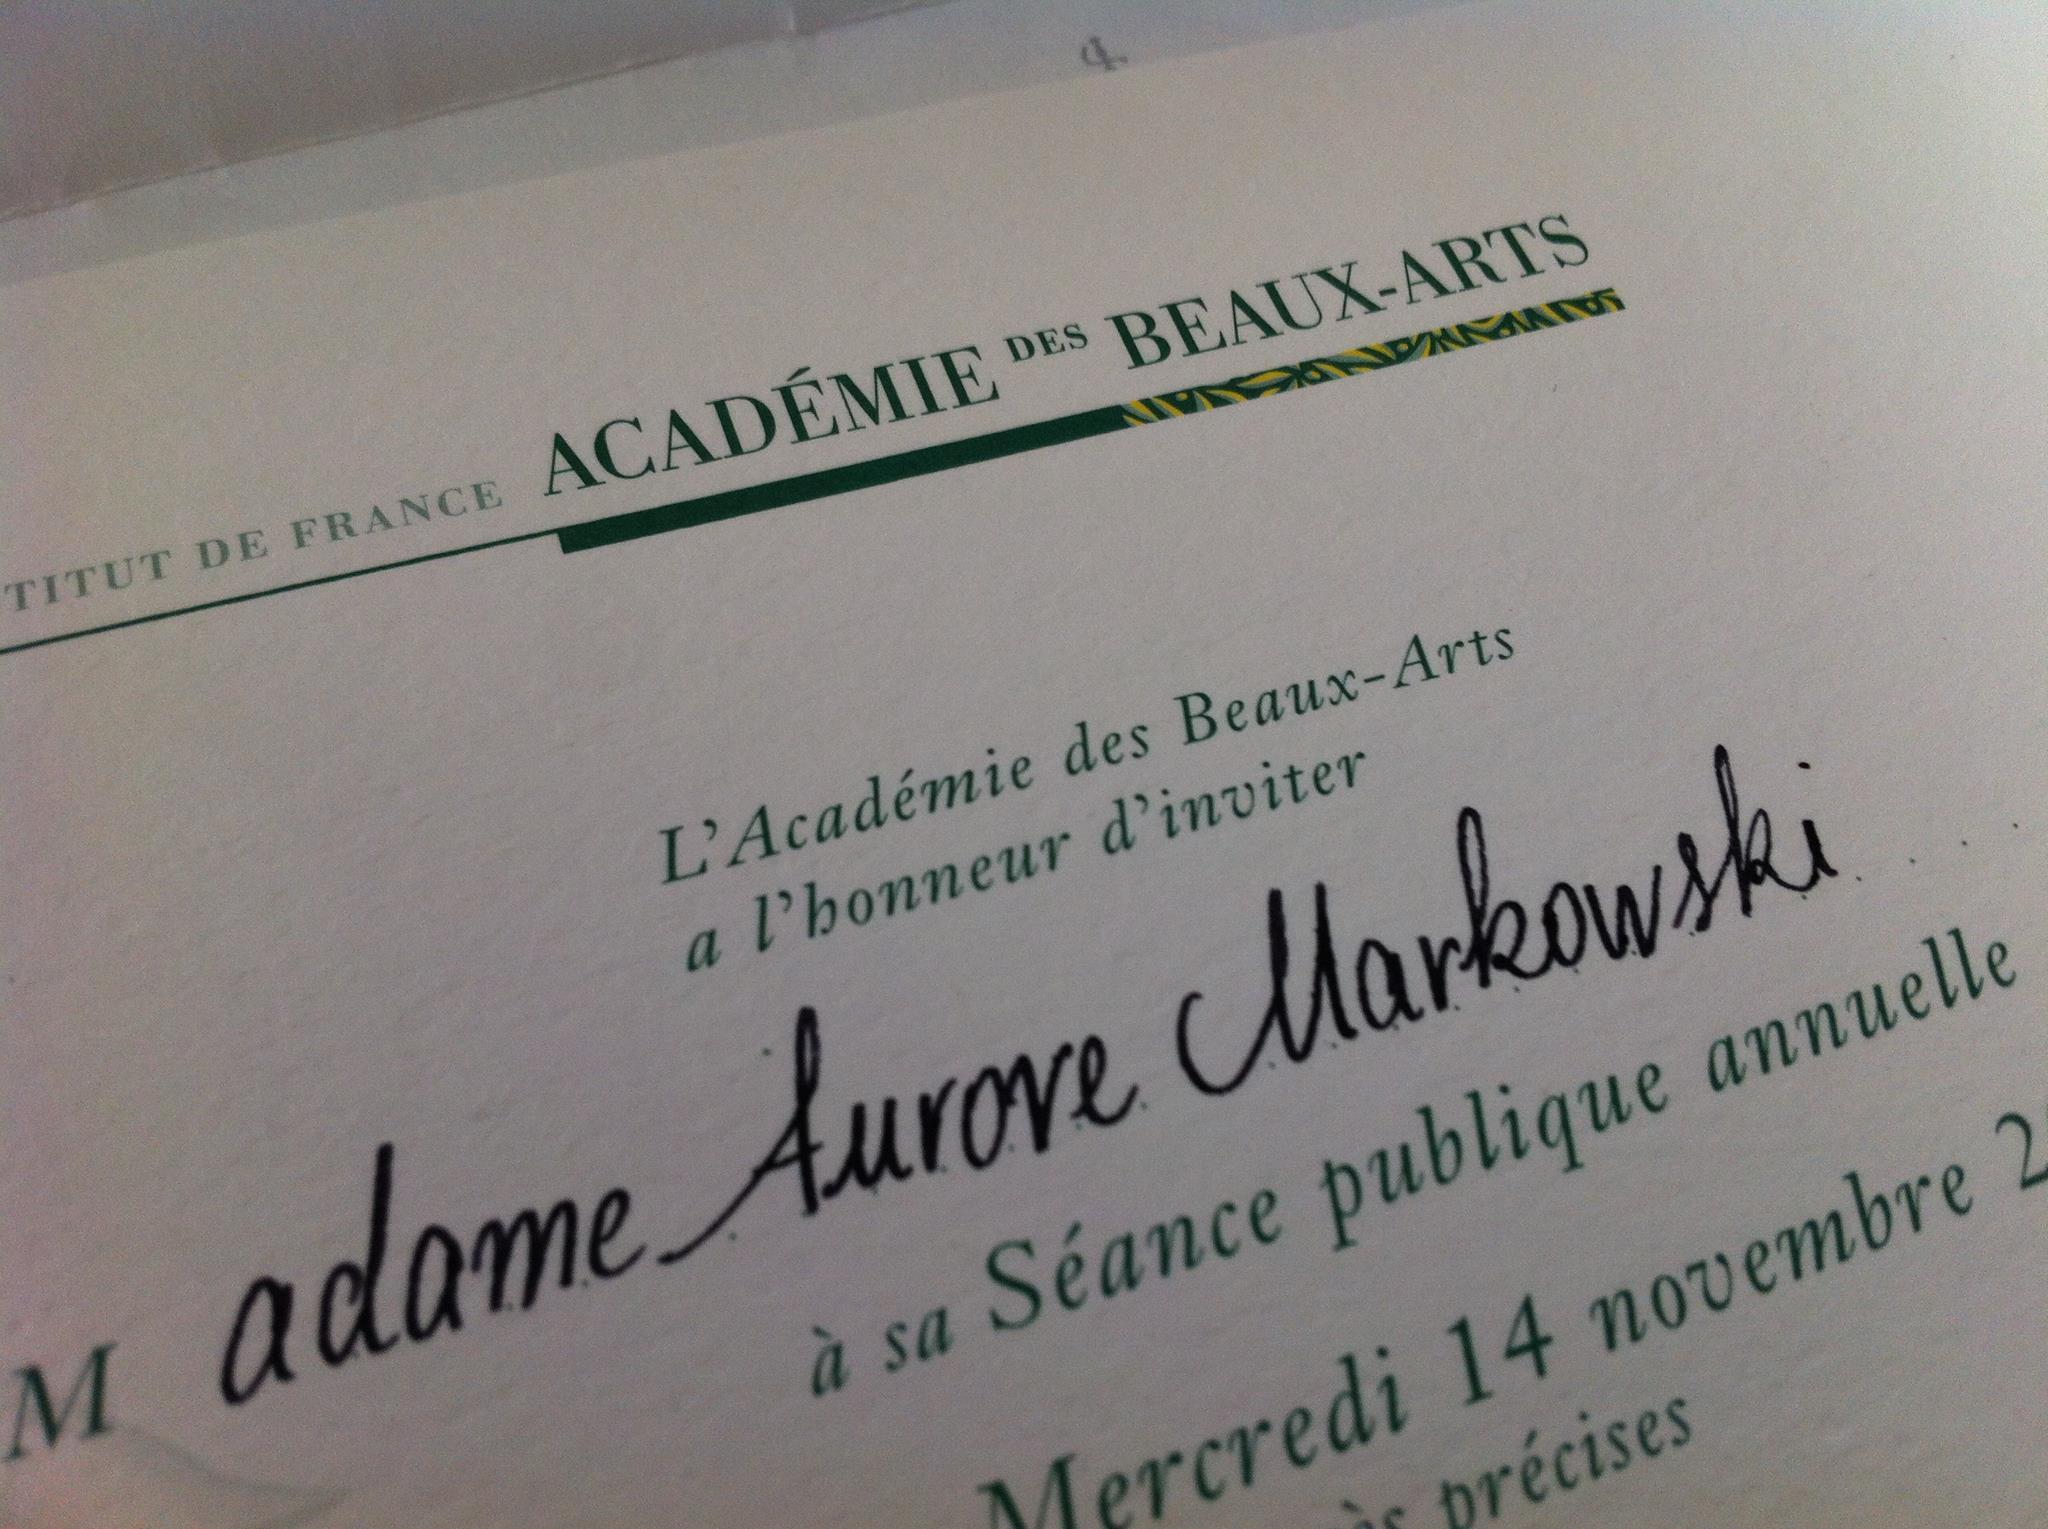 TITUT DE FRANCE ACADÉMIE DES BEAUX-ARTS
L'Académie des Beaux-Arts
a l'honneur d'inviter
M adame Aurore Markowski
à sa Séance publique annuelle
Mercredi 14 novembre 2
précises